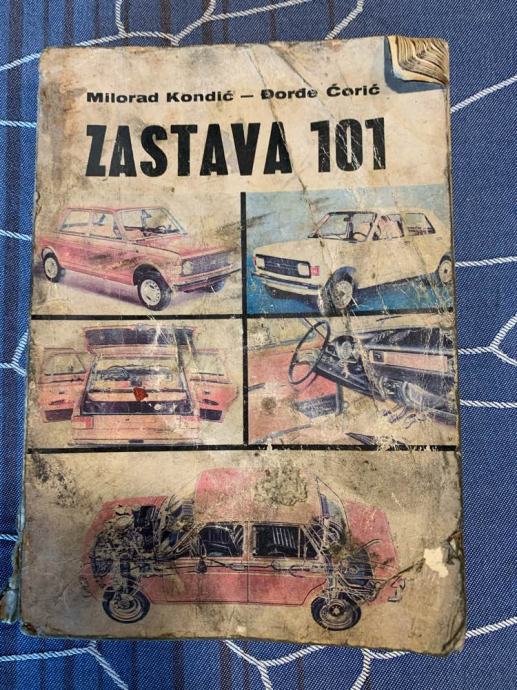 Milorad Kondić — Đorđe Ćorić
ZASTAVA 101